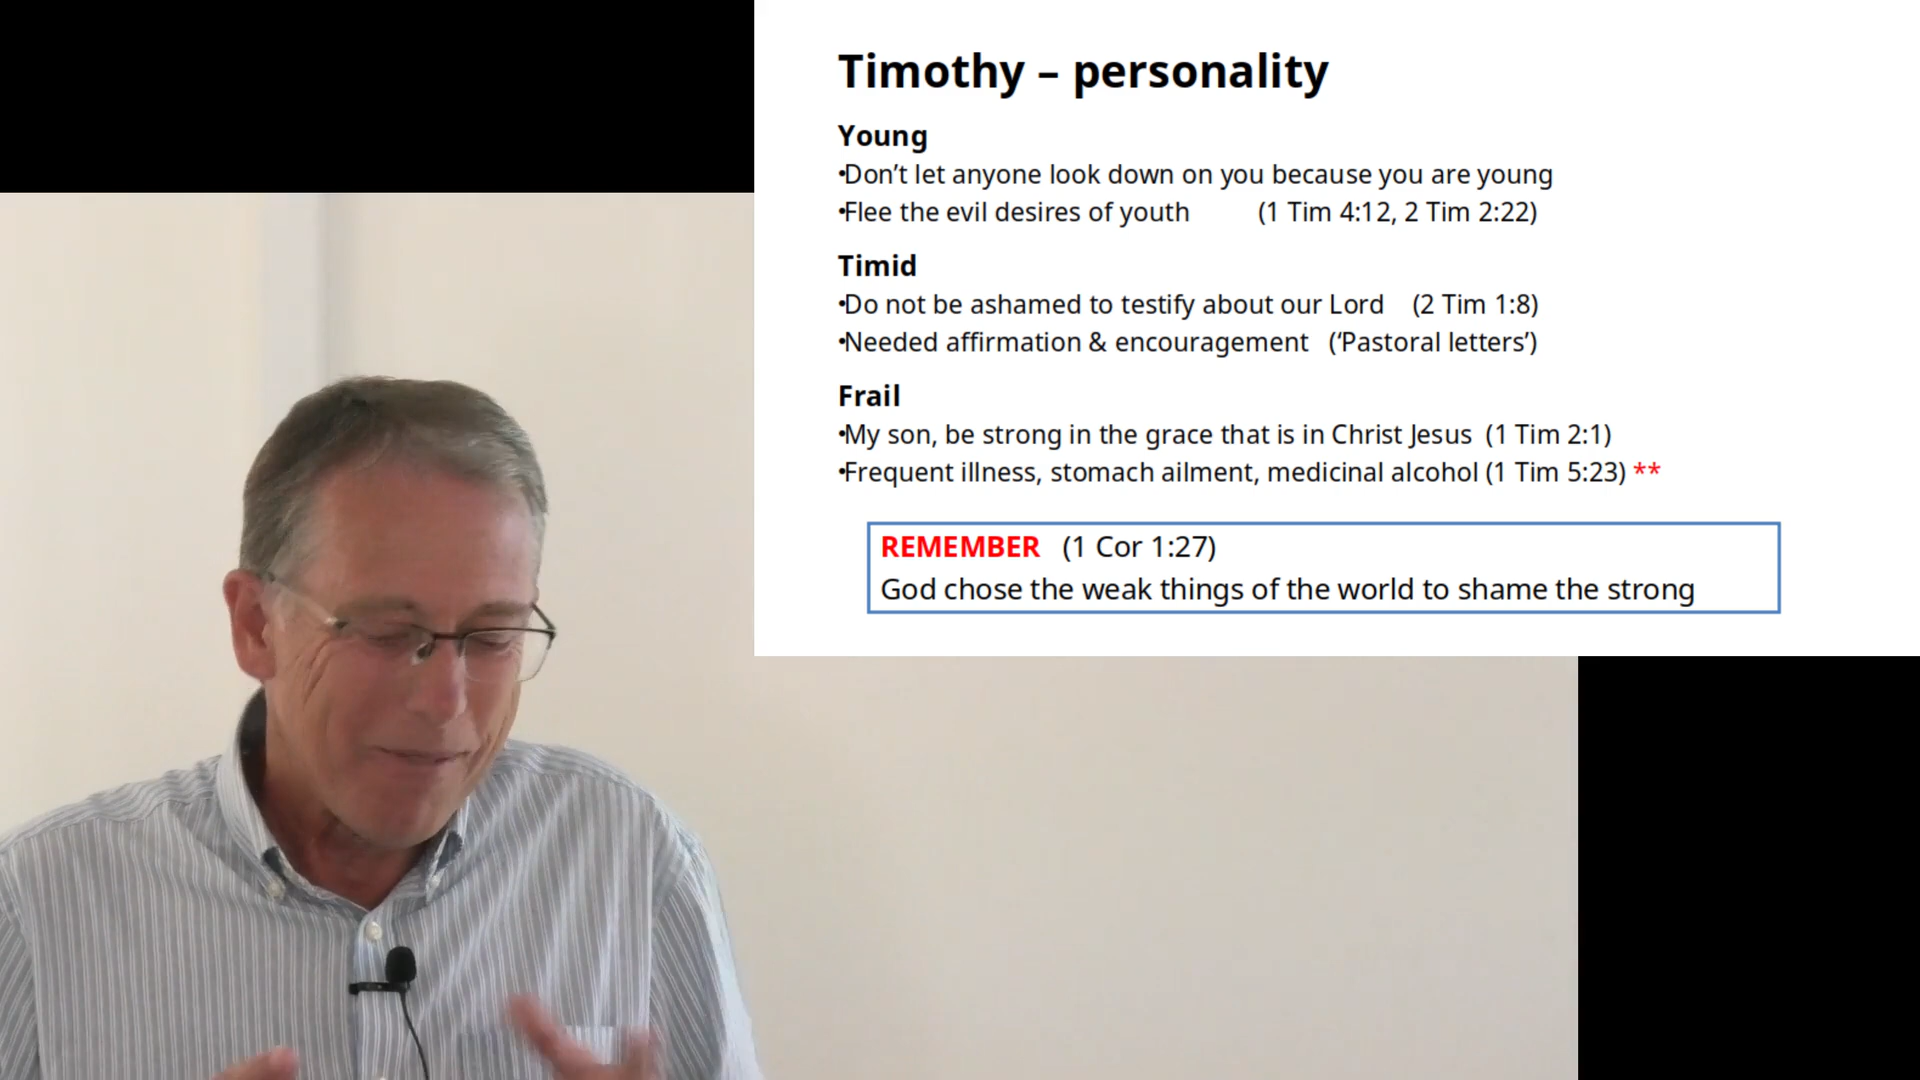 Timothy – personality
Young
•Don’t let anyone look down on you because you are young
•Flee the evil desires of youth (1 Tim 4:12, 2 Tim 2:22)
Timid
•Do not be ashamed to testify about our Lord (2 Tim 1:8)
•Needed affirmation & encouragement (‘Pastoral letters’)
Frail
•My son, be strong in the grace that is in Christ Jesus (1 Tim 2:1)
•Frequent illness, stomach ailment, medicinal alcohol (1 Tim 5:23) **
REMEMBER (1 Cor 1:27)
God chose the weak things of the world to shame the strong